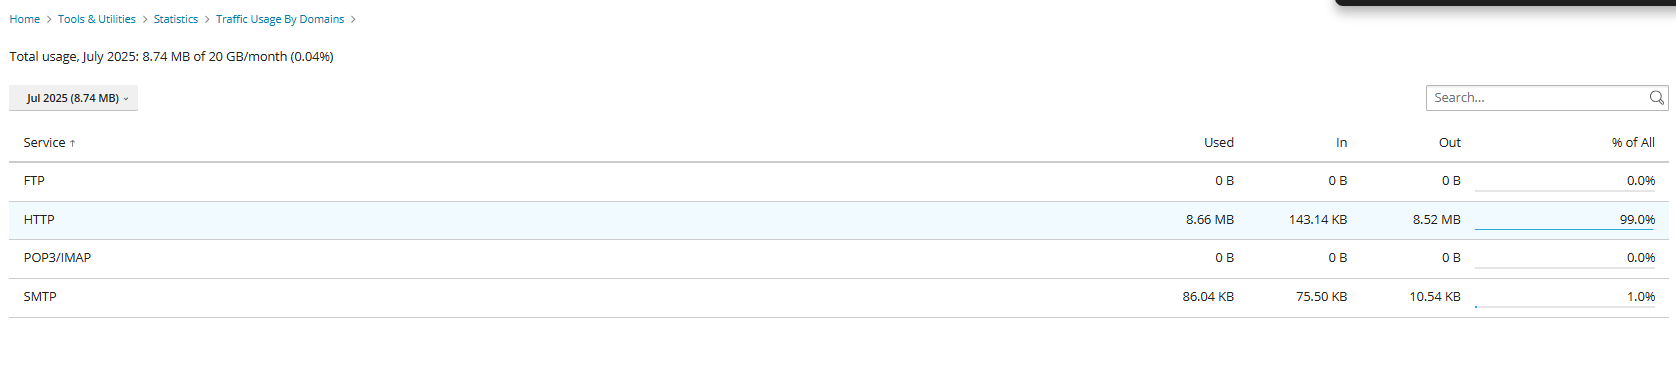 Home > Tools & Utilities > Statistics > Traffic Usage By Domains >
Total usage, July 2025: 8.74 MB of 20 GB/month (0.04%)
Jul 2025 (8.74 MB)
Search...
Service ↑ Used In Out % of All
FTP 0 B 0 B 0 B 0.0%
HTTP 8.66 MB 143.14 KB 8.52 MB 99.0%
POP3/IMAP 0 B 0 B 0 B 0.0%
SMTP 86.04 KB 75.50 KB 10.54 KB 1.0%